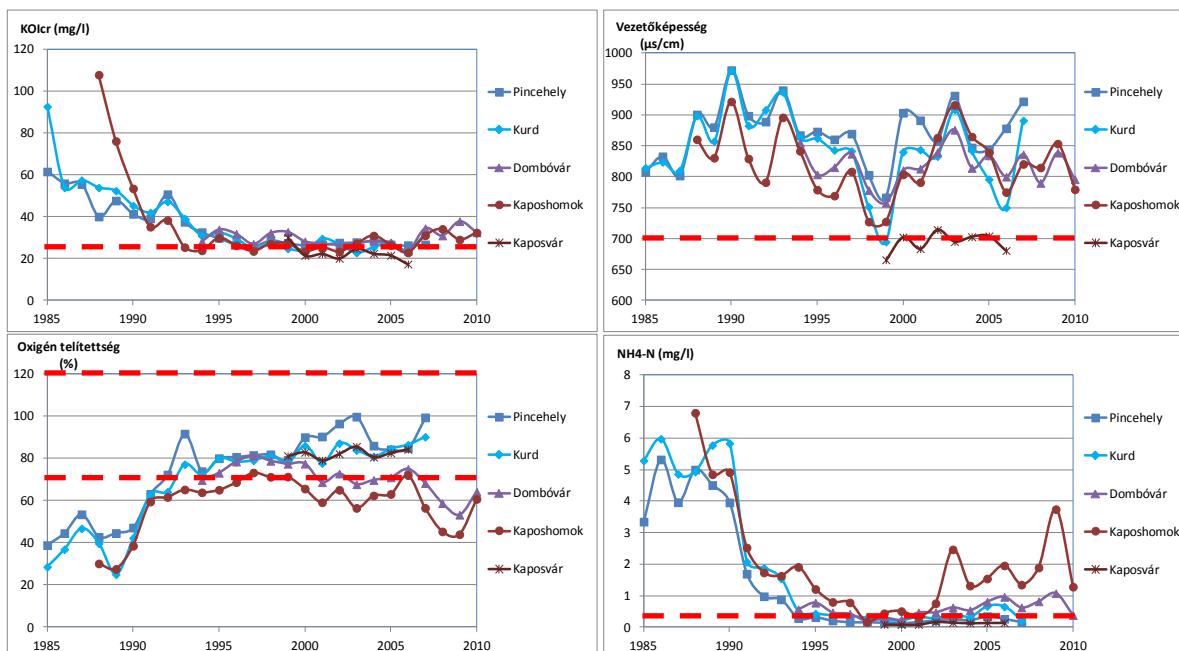 KOIcr (mg/l)
120
100
80
60
40
20
0
1985 1990 1995 2000 2005 2010
Pincehely
Kurd
Dombóvár
Kaposhomok
Kaposvár
Vezetőképesség
(µs/cm)
1000
950
900
850
800
750
700
650
600
1985 1990 1995 2000 2005 2010
Pincehely
Kurd
Dombóvár
Kaposhomok
Kaposvár
Oxigén telítettség
(%)
120
100
80
60
40
20
0
1985 1990 1995 2000 2005 2010
Pincehely
Kurd
Dombóvár
Kaposhomok
Kaposvár
NH4-N (mg/l)
8
7
6
5
4
3
2
1
0
1985 1990 1995 2000 2005 2010
Pincehely
Kurd
Dombóvár
Kaposhomok
Kaposvár